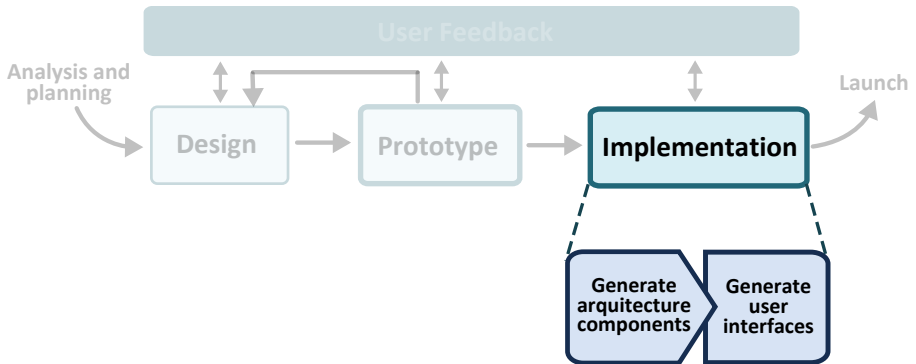 User Feedback
Analysis and
planning
Launch
Design
Prototype
Implementation
Generate
arquitecture
components
Generate
user
interfaces